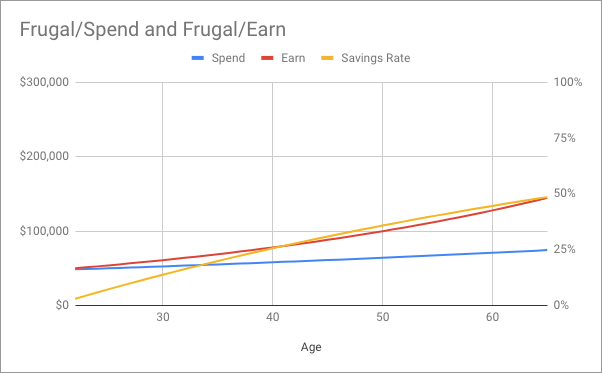 Frugal/Spend and Frugal/Earn
Spend Earn Savings Rate
$300,000 100%
75%
$200,000
50%
$100,000
25%
$0 0%
30 40 50 60
Age